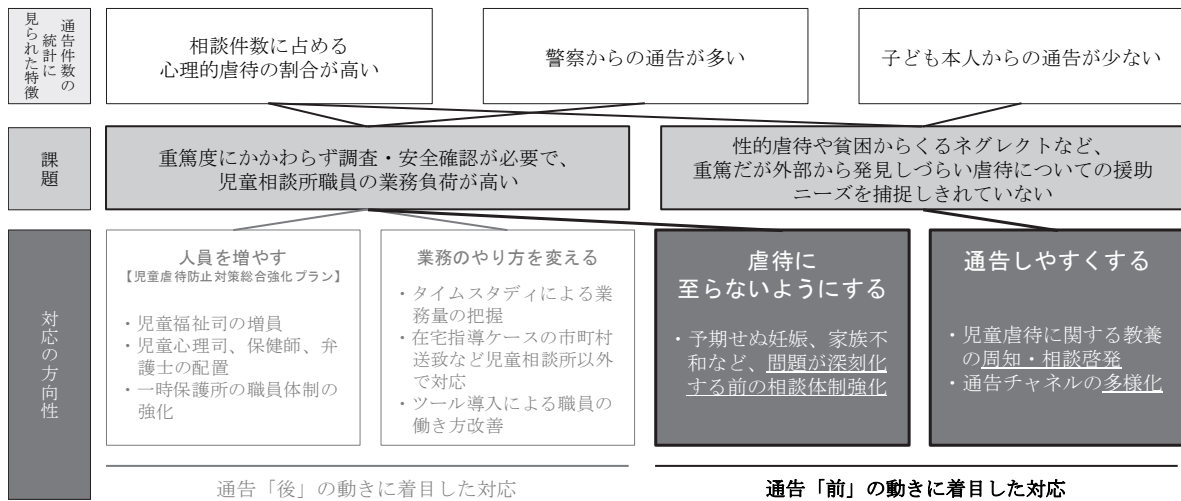 通告件数の
統計に
見られた特徴
相談件数に占める
心理的虐待の割合が高い
警察からの通告が多い
子ども本人からの通告が少ない
課題
重篤度にかかわらず調査・安全確認が必要で、
児童相談所職員の業務負荷が高い
性的虐待や貧困からくるネグレクトなど、
重篤だが外部から発見しづらい虐待についての援助
ニーズを捕捉しきれていない
対応の方向性
人員を増やす
【児童虐待防止対策総合強化プラン】
・児童福祉司の増員
・児童心理司、保健師、弁
護士の配置
・一時保護所の職員体制の
強化
業務のやり方を変える
・タイムスタディによる業
務量の把握
・在宅指導ケースの市町村
送致など児童相談所以外
で対応
・ツール導入による職員の
働き方改善
虐待に
至らないようにする
・予期せぬ妊娠、家族不
和など、問題が深刻化
する前の相談体制強化
通告しやすくする
・児童虐待に関する教養
の周知・相談啓発
・通告チャネルの多様化
通告「後」の動きに着目した対応
通告「前」の動きに着目した対応